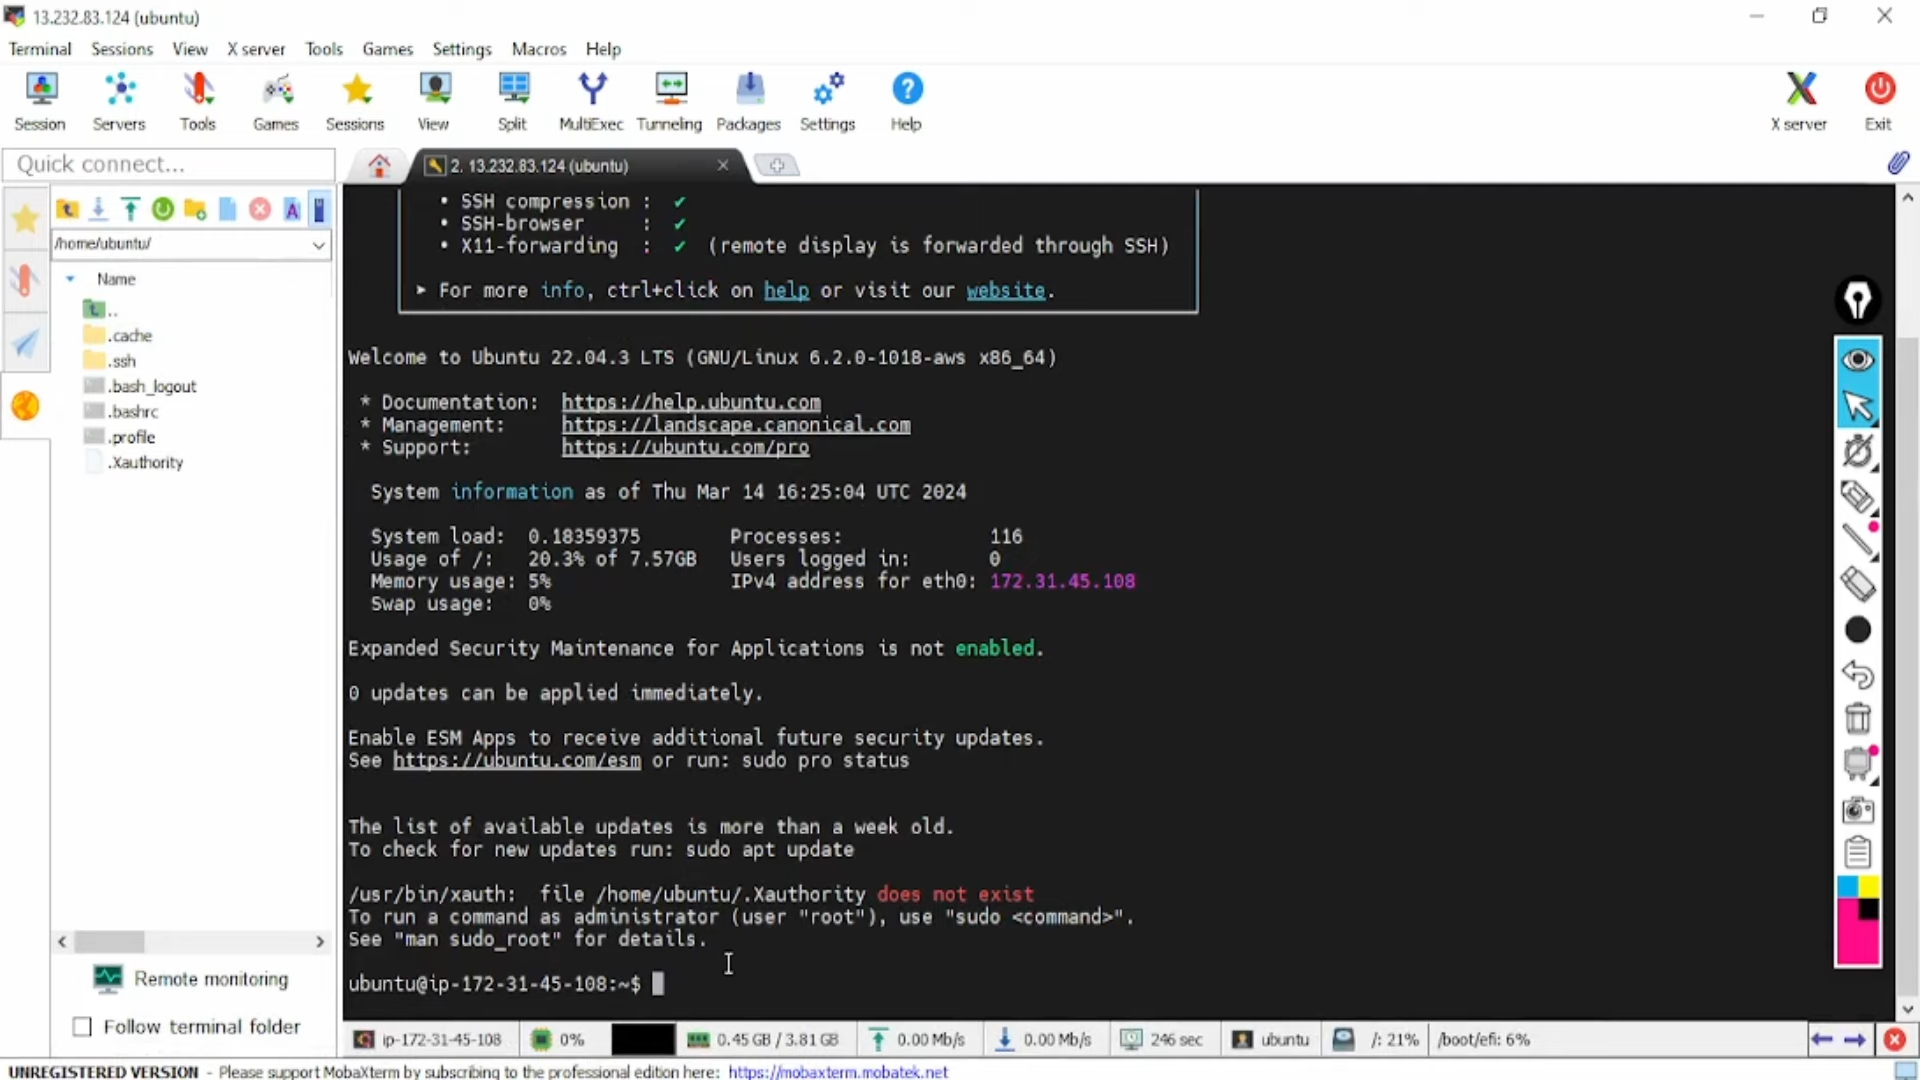 13.232.83.124 (ubuntu)
Terminal Sessions View X server Tools Games Settings Macros Help
Session Servers Tools Games Sessions View Split MultiExec Tunneling Packages Settings Help X server Exit
Quick connect...
2. 13.232.83.124 (ubuntu)
/home/ubuntu/
Name
..
.cache
.ssh
.bash_logout
.bashrc
.profile
.Xauthority
Remote monitoring
Follow terminal folder
• SSH compression : ✔
• SSH-browser : ✔
• X11-forwarding : ✔ (remote display is forwarded through SSH)
► For more info, ctrl+click on help or visit our website.
Welcome to Ubuntu 22.04.3 LTS (GNU/Linux 6.2.0-1018-aws x86_64)
* Documentation: https://help.ubuntu.com
* Management: https://landscape.canonical.com
* Support: https://ubuntu.com/pro
System information as of Thu Mar 14 16:25:04 UTC 2024
System load: 0.18359375 Processes: 116
Usage of /: 20.3% of 7.57GB Users logged in: 0
Memory usage: 5% IPv4 address for eth0: 172.31.45.108
Swap usage: 0%
Expanded Security Maintenance for Applications is not enabled.
0 updates can be applied immediately.
Enable ESM Apps to receive additional future security updates.
See https://ubuntu.com/esm or run: sudo pro status
The list of available updates is more than a week old.
To check for new updates run: sudo apt update
/usr/bin/xauth: file /home/ubuntu/.Xauthority does not exist
To run a command as administrator (user "root"), use "sudo <command>".
See "man sudo_root" for details.
ubuntu@ip-172-31-45-108:~$
ip-172-31-45-108 0% 0.45 GB / 3.81 GB 0.00 Mb/s 0.00 Mb/s 246 sec ubuntu /: 21% /boot/efi: 6%
UNREGISTERED VERSION - Please support MobaXterm by subscribing to the professional edition here: https://mobaxterm.mobatek.net